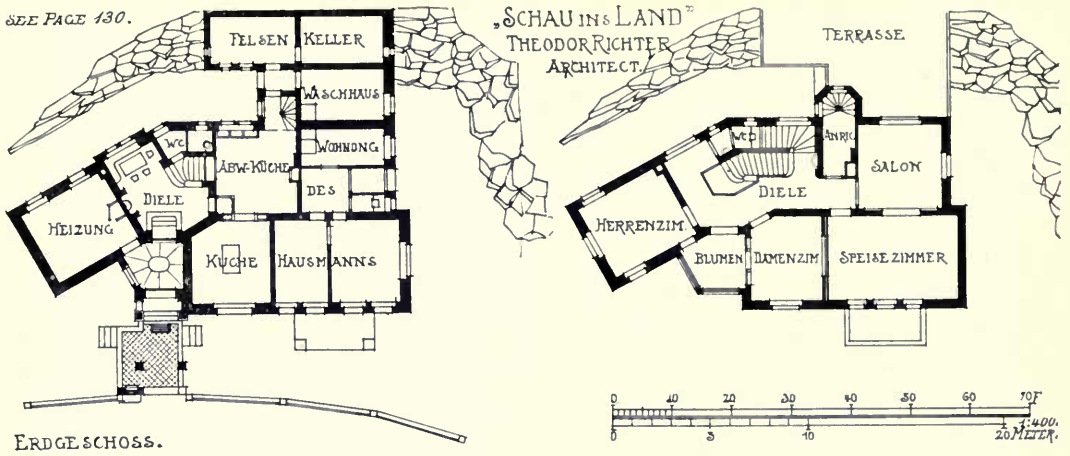 SEE PAGE 130.
„SCHAU INS LAND"
THEODOR RICHTER
ARCHITECT.
FELSEN KELLER
WASCHHAUS
WOHNUNG
WC
ABW-KÜCHE
DES
DIELE
HEIZUNG
KÜCHE
HAUSMANNS
ERDGESCHOSS.
TERRASSE
WC
ANRIC
SALON
DIELE
HERRENZIM.
BLUMEN
DAMENZIM
SPEISEZIMMER
0 10 20 30 40 50 60 70F
1:400.
0 5 10 20 METER.